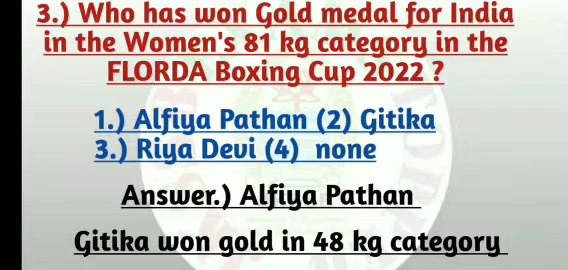 3.) Who has won Gold medal for India
in the Women's 81 kg category in the
FLORDA Boxing Cup 2022 ?
1.) Alfiya Pathan (2) Gitika
3.) Riya Devi (4) none
Answer.) Alfiya Pathan
Gitika won gold in 48 kg category